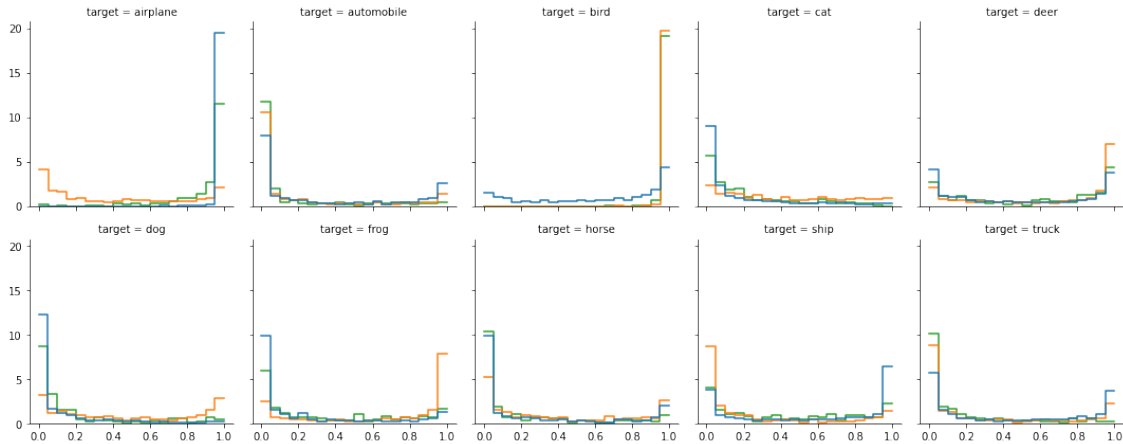 target = airplane
target = automobile
target = bird
target = cat
target = deer
20
15
10
5
0
target = dog
target = frog
target = horse
target = ship
target = truck
20
15
10
5
0
0.0 0.2 0.4 0.6 0.8 1.0
0.0 0.2 0.4 0.6 0.8 1.0
0.0 0.2 0.4 0.6 0.8 1.0
0.0 0.2 0.4 0.6 0.8 1.0
0.0 0.2 0.4 0.6 0.8 1.0